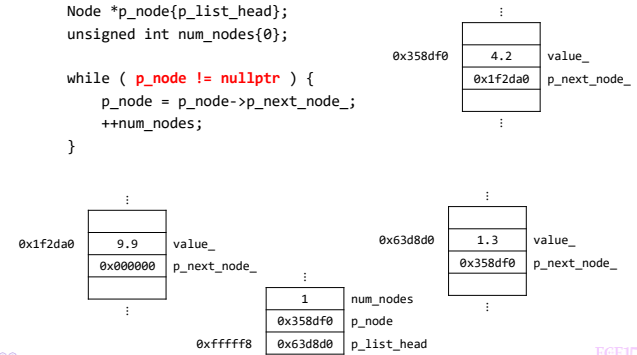 Node *p_node{p_list_head};
unsigned int num_nodes{0};
while ( p_node != nullptr ) {
p_node = p_node->p_next_node_;
++num_nodes;
}
⋮
0x358df0 4.2 value_
0x1f2da0 p_next_node_
⋮
⋮
0x1f2da0 9.9 value_
0x000000 p_next_node_
⋮
⋮
0x63d8d0 1.3 value_
0x358df0 p_next_node_
⋮
⋮
1 num_nodes
0x358df0 p_node
0xfffff8 0x63d8d0 p_list_head